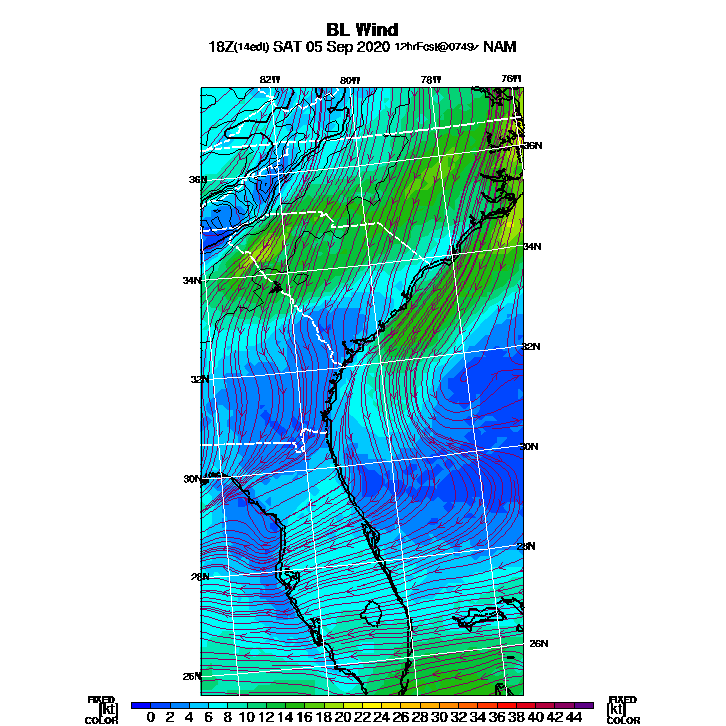 BL Wind
18Z(14edt) SAT 05 Sep 2020 12hrFcst@0749z NAM
82W 80W 78W 76W
36N
36N
34N
34N
32N
32N
30N
30N
28N
28N
26N
26N
FIXED FIXED
[kt] 0 2 4 6 8 10 12 14 16 18 20 22 24 26 28 30 32 34 36 38 40 42 44 [kt]
COLOR COLOR